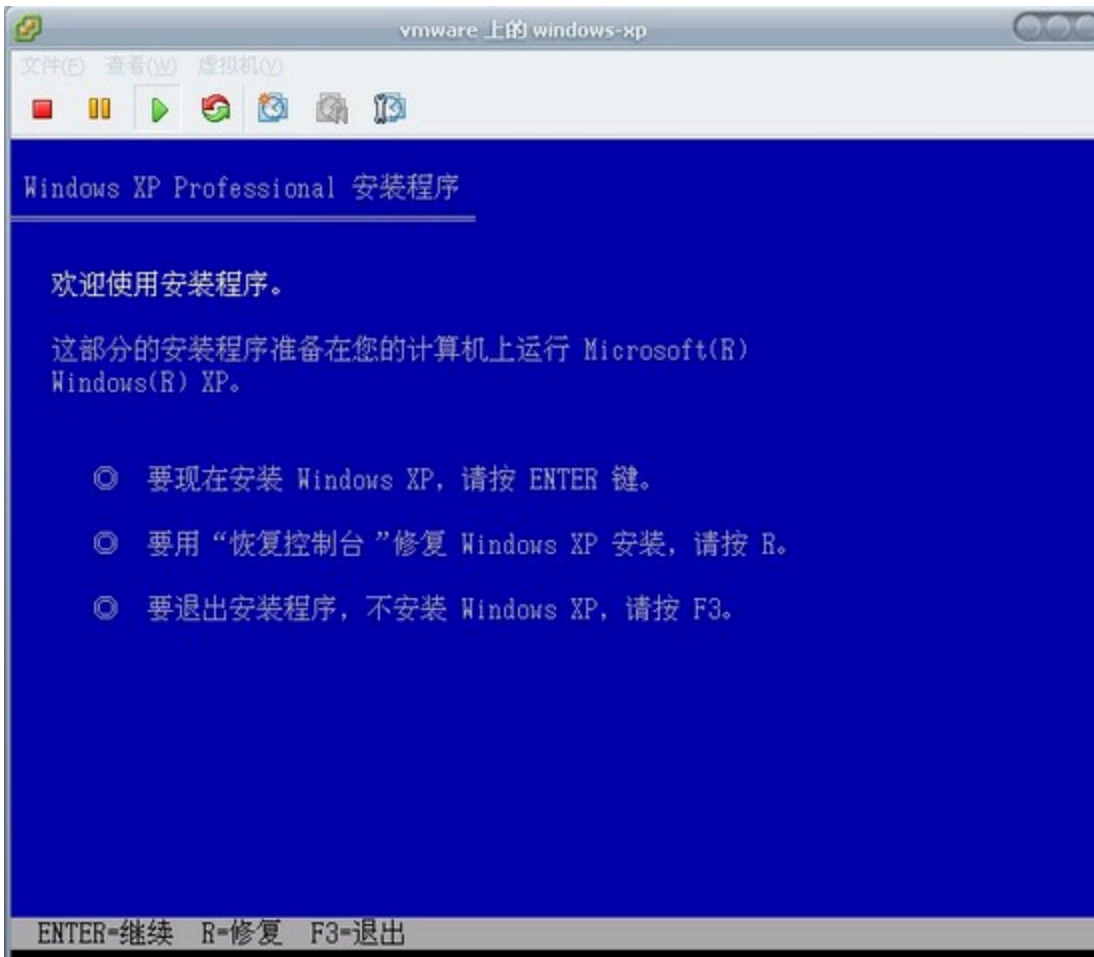 vmware 上的 windows-xp
文件(F) 查看(W) 虚拟机(V)
Windows XP Professional 安装程序
欢迎使用安装程序。
这部分的安装程序准备在您的计算机上运行 Microsoft(R)
Windows(R) XP。
◎ 要现在安装 Windows XP，请按 ENTER 键。
◎ 要用“恢复控制台”修复 Windows XP 安装，请按 R。
◎ 要退出安装程序，不安装 Windows XP，请按 F3。
ENTER=继续 R=修复 F3=退出